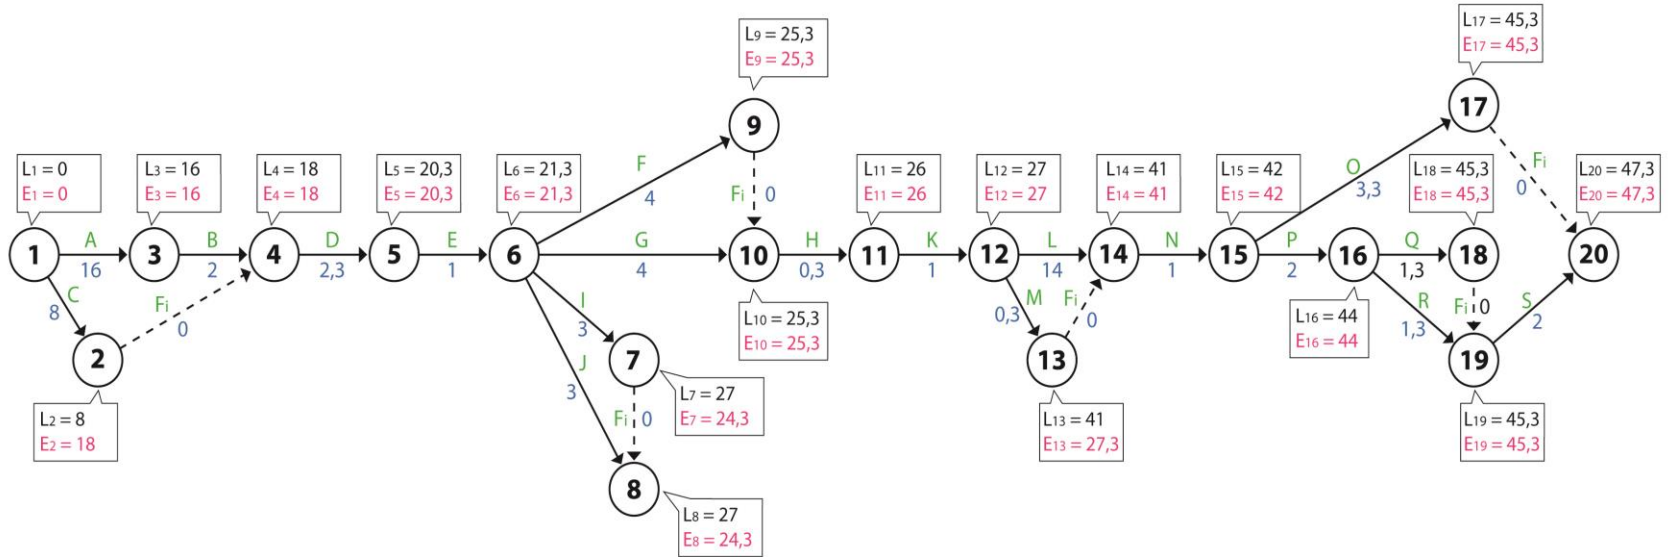 L17 = 45,3
E17 = 45,3
L9 = 25,3
E9 = 25,3
17
9
L1 = 0
E1 = 0
L3 = 16
E3 = 16
L4 = 18
E4 = 18
L5 = 20,3
E5 = 20,3
L6 = 21,3
E6 = 21,3
F
4
Fi 0
L11 = 26
E11 = 26
L12 = 27
E12 = 27
L14 = 41
E14 = 41
L15 = 42
E15 = 42
O
3,3
L18 = 45,3
E18 = 45,3
Fi
0
L20 = 47,3
E20 = 47,3
1 A 3 B 4 D 5 E 6 G 10 H 11 K 12 L 14 N 15 P 16 Q 18 20
16 2 2,3 1 4 0,3 1 14 1 2 1,3
C
8
Fi
0
I
3
J
3
M
0,3
Fi
0
R
1,3
Fi 0
S
2
2
7
13
19
L10 = 25,3
E10 = 25,3
L16 = 44
E16 = 44
L2 = 8
E2 = 18
L7 = 27
E7 = 24,3
Fi 0
L13 = 41
E13 = 27,3
L19 = 45,3
E19 = 45,3
8
L8 = 27
E8 = 24,3